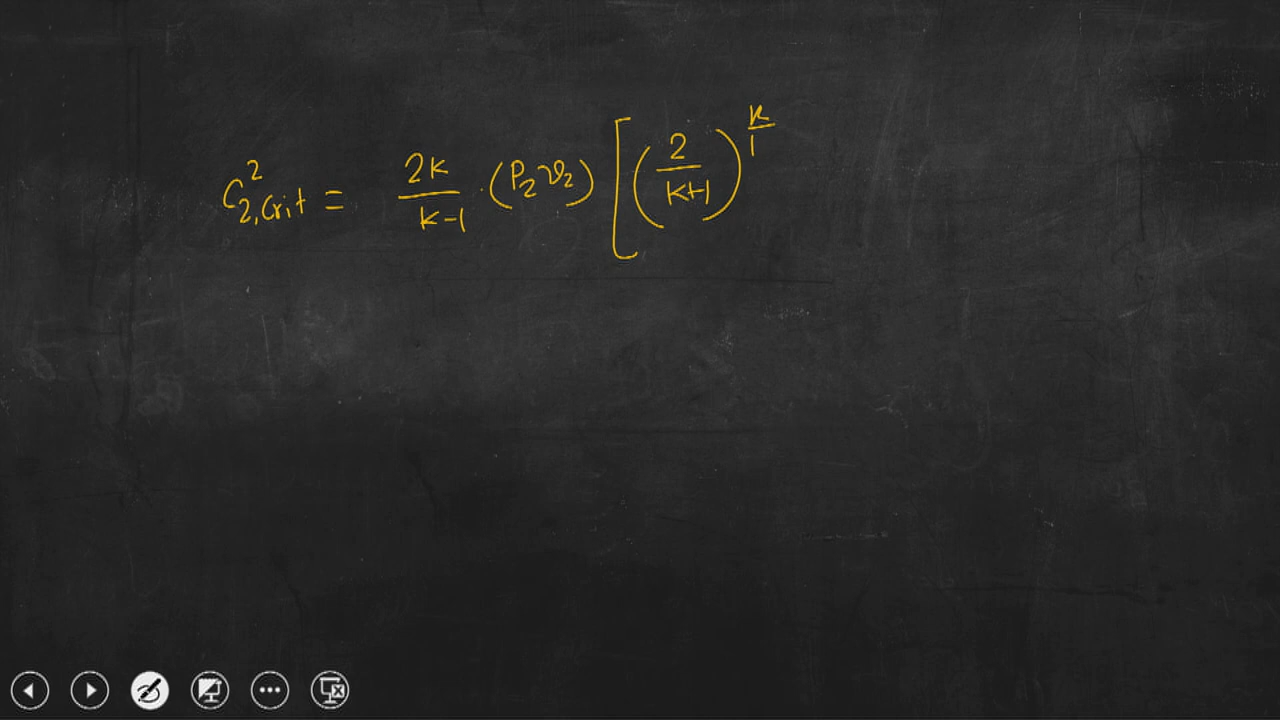 C²₂,Crit = 2K/K-1 · (P₂v₂) [(2/K+1)^K/1